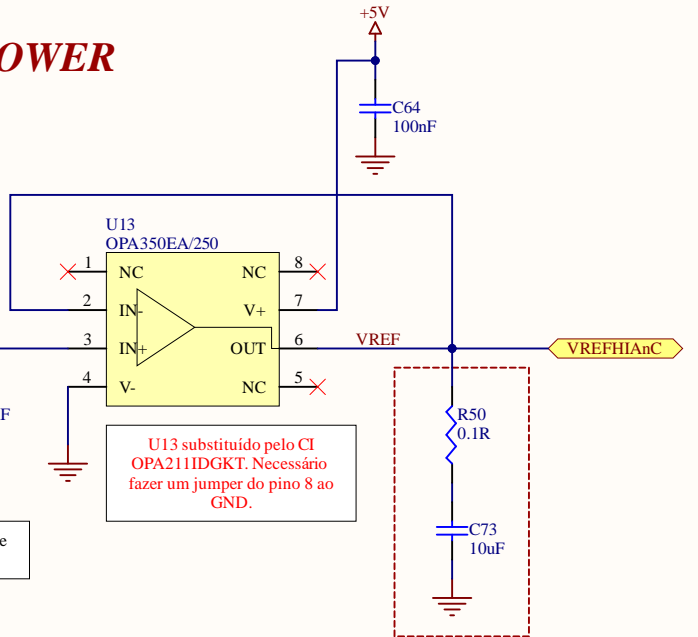 OWER
+5V
C64
100nF
U13
OPA350EA/250
1
NC
NC
8
2
IN-
V+
7
3
IN+
OUT
6
VREF
VREFHIAnC
4
V-
NC
5
F
R50
0.1R
U13 substituído pelo CI
OPA211IDGKT. Necessário
fazer um jumper do pino 8 ao
GND.
C73
10uF
e